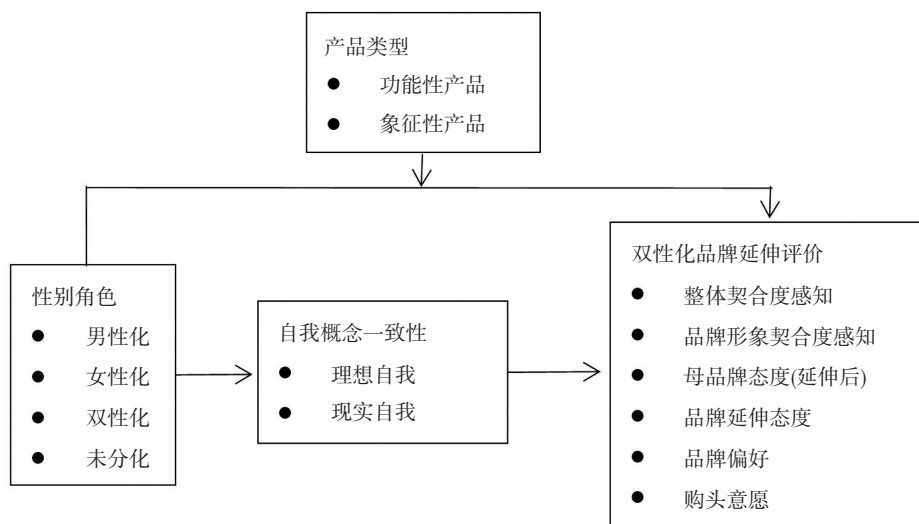 产品类型
● 功能性产品
● 象征性产品
性别角色
● 男性化
● 女性化
● 双性化
● 未分化
自我概念一致性
● 理想自我
● 现实自我
双性化品牌延伸评价
● 整体契合度感知
● 品牌形象契合度感知
● 母品牌态度(延伸后)
● 品牌延伸态度
● 品牌偏好
● 购头意愿